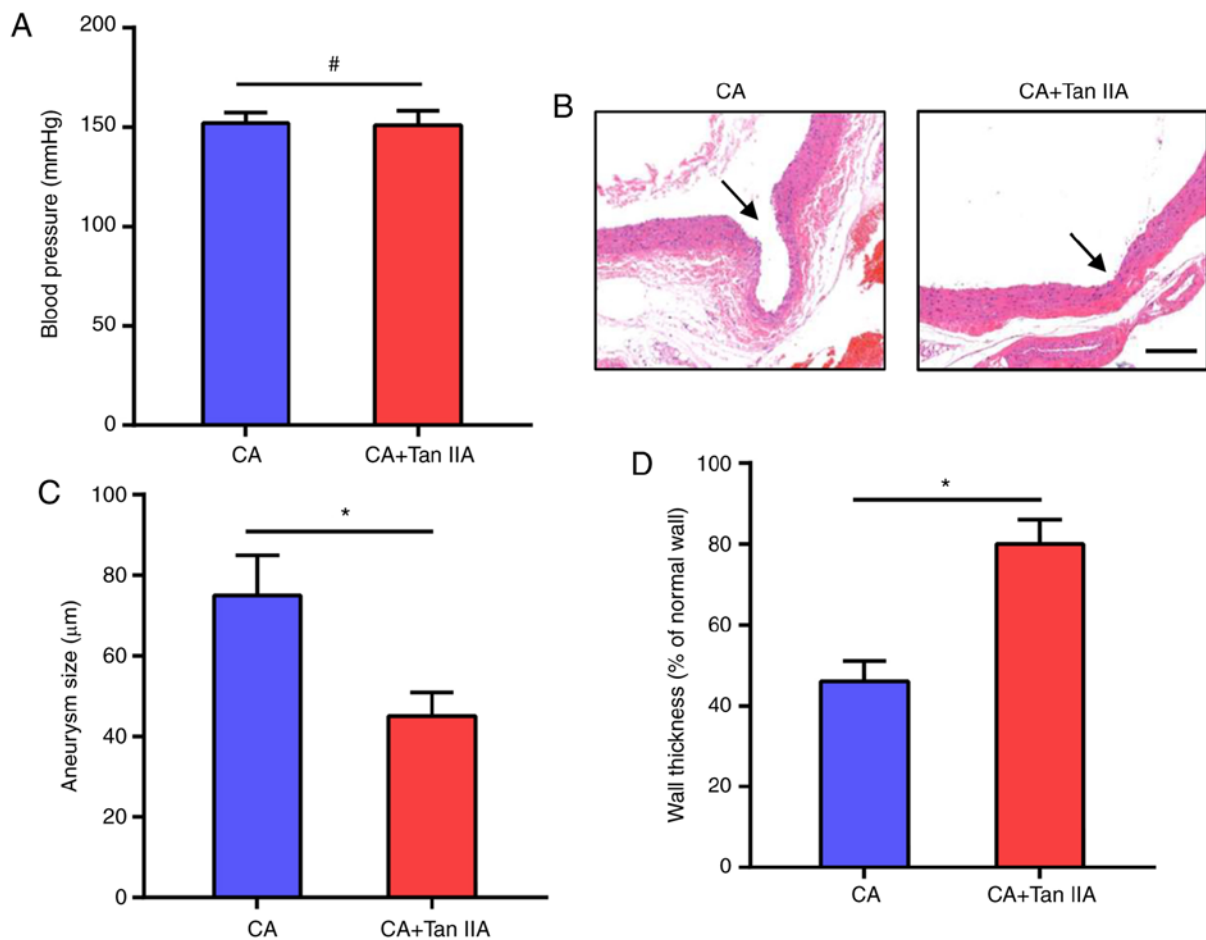 A
Blood pressure (mmHg)
200
150
100
50
0
#
CA
CA+Tan IIA
B
CA
CA+Tan IIA
C
Aneurysm size (μm)
100
80
60
40
20
0
*
CA
CA+Tan IIA
D
Wall thickness (% of normal wall)
100
80
60
40
20
0
*
CA
CA+Tan IIA